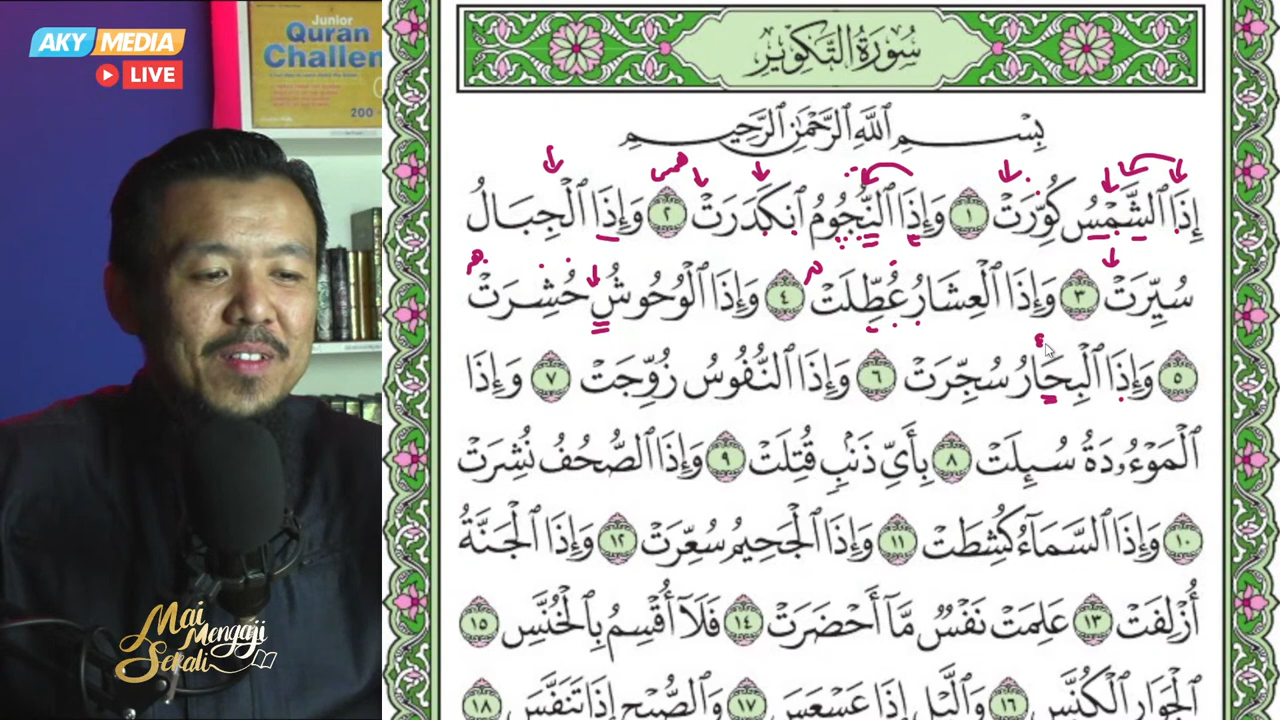 AKY MEDIA
LIVE
Junior
Quran
Challen
200
Mai
Mengaji
Sekali
سُورَةُ التَّكْوِيرِ
بِسْمِ ٱللَّهِ ٱلرَّحْمَٰنِ ٱلرَّحِيمِ
إِذَا ٱلشَّمْسُ كُوِّرَتْ ١ وَإِذَا ٱلنُّجُومُ ٱنكَدَرَتْ ٢ وَإِذَا ٱلْجِبَالُ
سُيِّرَتْ ٣ وَإِذَا ٱلْعِشَارُ عُطِّلَتْ ٤ وَإِذَا ٱلْوُحُوشُ حُشِرَتْ
٥ وَإِذَا ٱلْبِحَارُ سُجِّرَتْ ٦ وَإِذَا ٱلنُّفُوسُ زُوِّجَتْ ٧ وَإِذَا
ٱلْمَوْءُۥدَةُ سُئِلَتْ ٨ بِأَىِّ ذَنۢبٍ قُتِلَتْ ٩ وَإِذَا ٱلصُّحُفُ نُشِرَتْ
١٠ وَإِذَا ٱلسَّمَآءُ كُشِطَتْ ١١ وَإِذَا ٱلْجَحِيمُ سُعِّرَتْ ١٢ وَإِذَا ٱلْجَنَّةُ
أُزْلِفَتْ ١٣ عَلِمَتْ نَفْسٌ مَّآ أَحْضَرَتْ ١٤ فَلَآ أُقْسِمُ بِٱلْخُنَّسِ ١٥
ٱلْجَوَارِ ٱلْكُنَّسِ ١٦ وَٱلَّيْلِ إِذَا عَسْعَسَ ١٧ وَٱلصُّبْحِ إِذَا تَنَفَّسَ ١٨